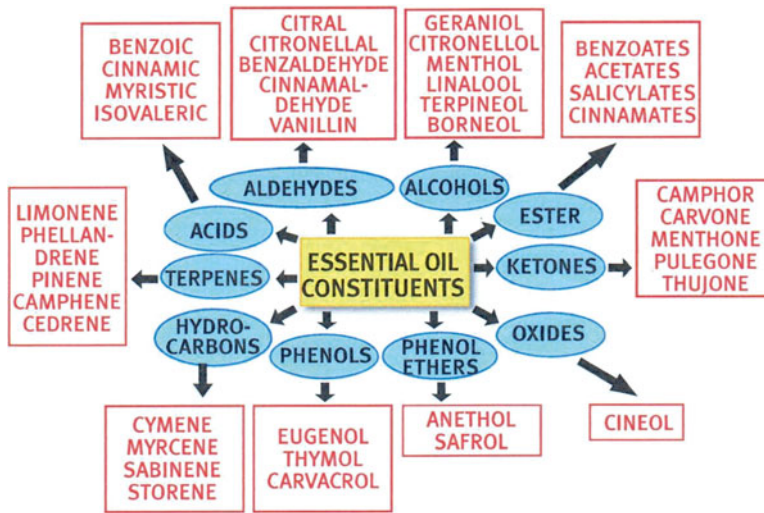 BENZOIC
CINNAMIC
MYRISTIC
ISOVALERIC
CITRAL
CITRONELLAL
BENZALDEHYDE
CINNAMAL-
DEHYDE
VANILLIN
GERANIOL
CITRONELLOL
MENTHOL
LINALOOL
TERPINEOL
BORNEOL
BENZOATES
ACETATES
SALICYLATES
CINNAMATES
ALDEHYDES
ALCOHOLS
ACIDS
ESTER
LIMONENE
PHELLAN-
DRENE
PINENE
CAMPHENE
CEDRENE
TERPENES
ESSENTIAL OIL
CONSTITUENTS
KETONES
CAMPHOR
CARVONE
MENTHONE
PULEGONE
THUJONE
HYDRO-
CARBONS
PHENOLS
PHENOL
ETHERS
OXIDES
CYMENE
MYRCENE
SABINENE
STORENE
EUGENOL
THYMOL
CARVACROL
ANETHOL
SAFROL
CINEOL